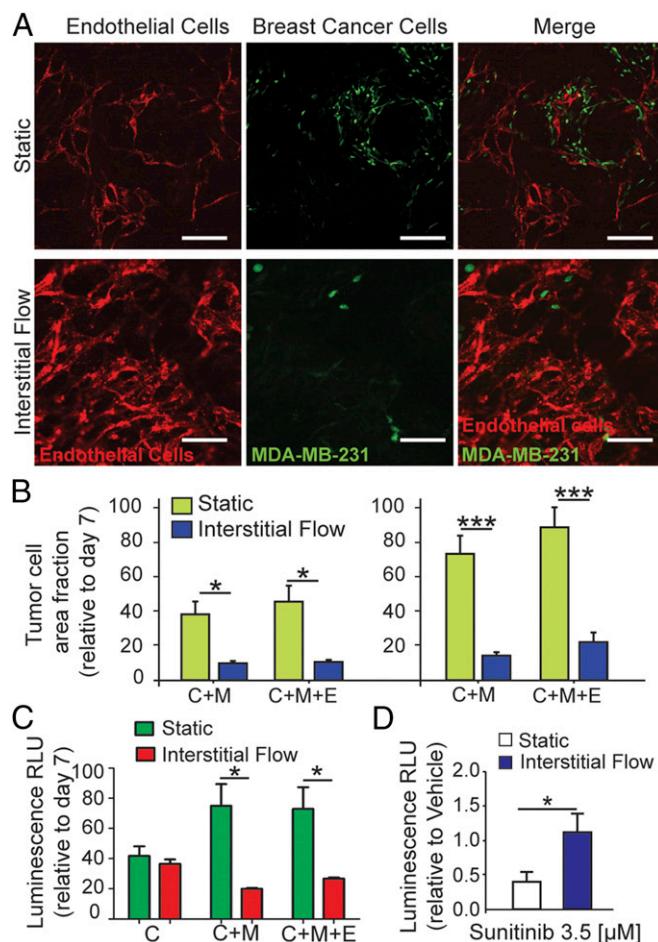 A
Endothelial Cells
Breast Cancer Cells
Merge
Static
Interstitial Flow
Endothelial Cells
MDA-MB-231
Endothelial cells
MDA-MB-231
B
Tumor cell
area fraction
(relative to day 7)
100
80
60
40
20
0
Static
Interstitial Flow
*
*
C+M
C+M+E
100
80
60
40
20
***
***
C+M
C+M+E
C
Luminescence RLU
(relative to day 7)
100
80
60
40
20
Static
Interstitial Flow
*
*
C
C+M
C+M+E
D
Luminescence RLU
(relative to Vehicle)
2.0
1.5
1.0
0.5
0.0
Static
Interstitial Flow
*
Sunitinib 3.5 [µM]